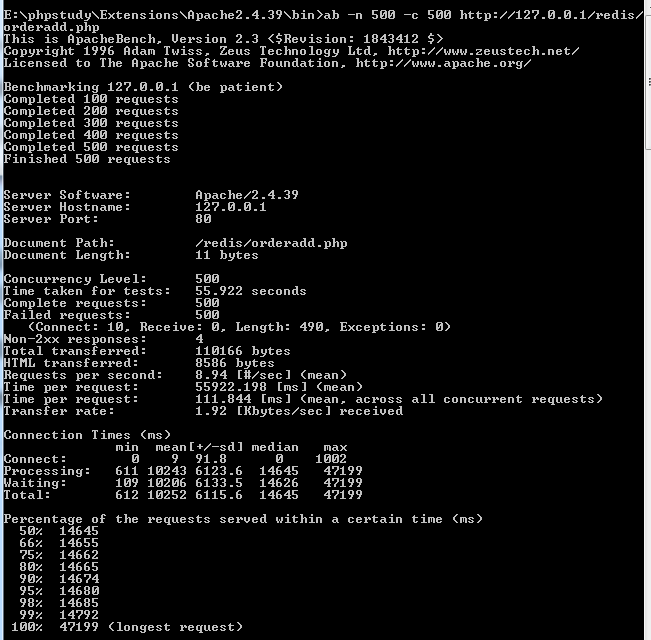 E:\phpstudy\Extensions\Apache2.4.39\bin>ab -n 500 -c 500 http://127.0.0.1/redis/
orderadd.php
This is ApacheBench, Version 2.3 <$Revision: 1843412 $>
Copyright 1996 Adam Twiss, Zeus Technology Ltd, http://www.zeustech.net/
Licensed to The Apache Software Foundation, http://www.apache.org/
Benchmarking 127.0.0.1 (be patient)
Completed 100 requests
Completed 200 requests
Completed 300 requests
Completed 400 requests
Completed 500 requests
Finished 500 requests
Server Software: Apache/2.4.39
Server Hostname: 127.0.0.1
Server Port: 80
Document Path: /redis/orderadd.php
Document Length: 11 bytes
Concurrency Level: 500
Time taken for tests: 55.922 seconds
Complete requests: 500
Failed requests: 500
(Connect: 10, Receive: 0, Length: 490, Exceptions: 0)
Non-2xx responses: 4
Total transferred: 110166 bytes
HTML transferred: 8586 bytes
Requests per second: 8.94 [#/sec] (mean)
Time per request: 55922.198 [ms] (mean)
Time per request: 111.844 [ms] (mean, across all concurrent requests)
Transfer rate: 1.92 [Kbytes/sec] received
Connection Times (ms)
min mean[+/-sd] median max
Connect: 0 9 91.8 0 1002
Processing: 611 10243 6123.6 14645 47199
Waiting: 109 10206 6133.5 14626 47199
Total: 612 10252 6115.6 14645 47199
Percentage of the requests served within a certain time (ms)
50% 14645
66% 14655
75% 14662
80% 14665
90% 14674
95% 14680
98% 14685
99% 14792
100% 47199 (longest request)